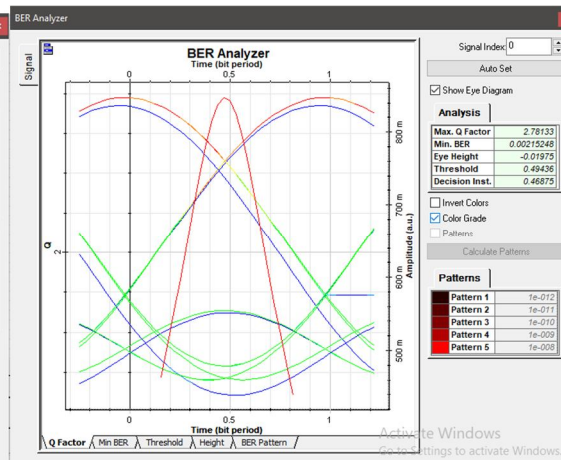 BER Analyzer
Signal
BER Analyzer
Time (bit period)
0 0.5 1
Q
2
800 m
700 m
600 m
500 m
Amplitude (a.u.)
0 0.5 1
Time (bit period)
Q Factor Min BER Threshold Height BER Pattern
Signal Index: 0
Auto Set
Show Eye Diagram
Analysis
Max. Q Factor 2.78133
Min. BER 0.00215248
Eye Height -0.01975
Threshold 0.49436
Decision Inst. 0.46875
Invert Colors
Color Grade
Patterns
Calculate Patterns
Patterns
Pattern 1 1e-012
Pattern 2 1e-011
Pattern 3 1e-010
Pattern 4 1e-009
Pattern 5 1e-008
Activate Windows
Go to Settings to activate Windows.